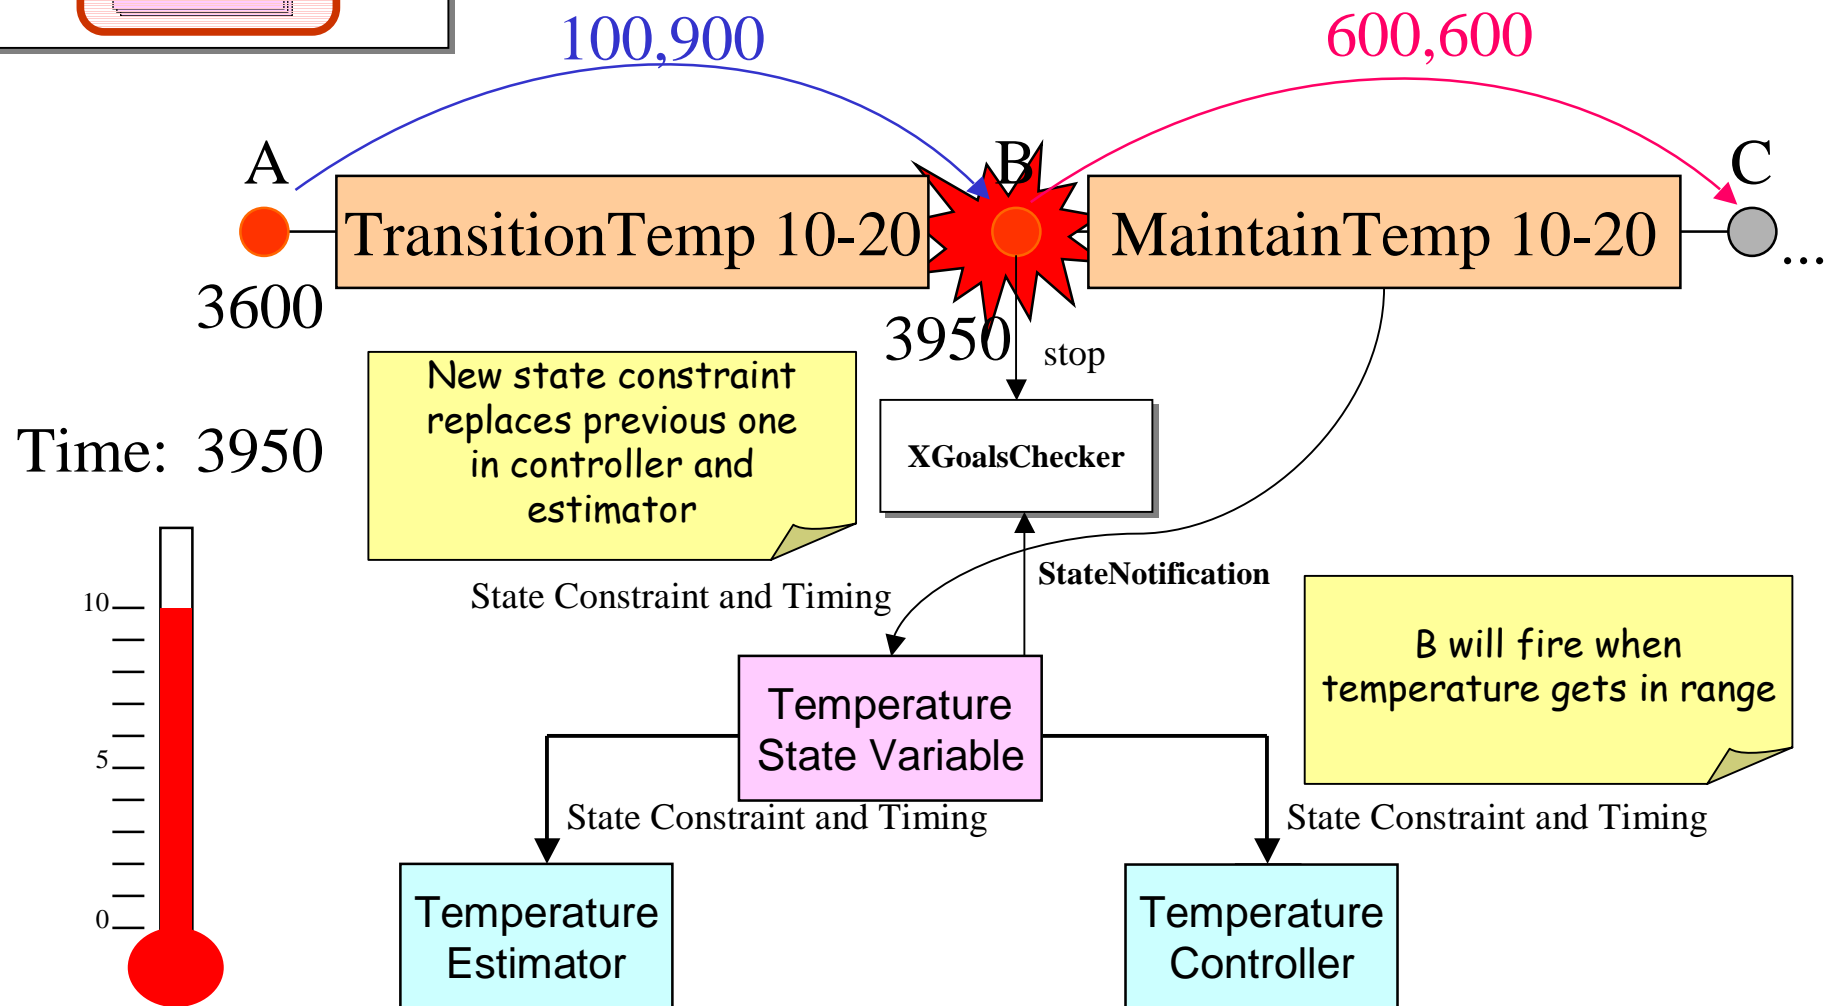 100,900
600,600
A
B
C
TransitionTemp 10-20
MaintainTemp 10-20
...
3600
3950
stop
New state constraint
replaces previous one
in controller and
estimator
Time: 3950
XGoalsChecker
StateNotification
State Constraint and Timing
B will fire when
temperature gets in range
10
5
0
Temperature
State Variable
State Constraint and Timing
State Constraint and Timing
Temperature
Estimator
Temperature
Controller